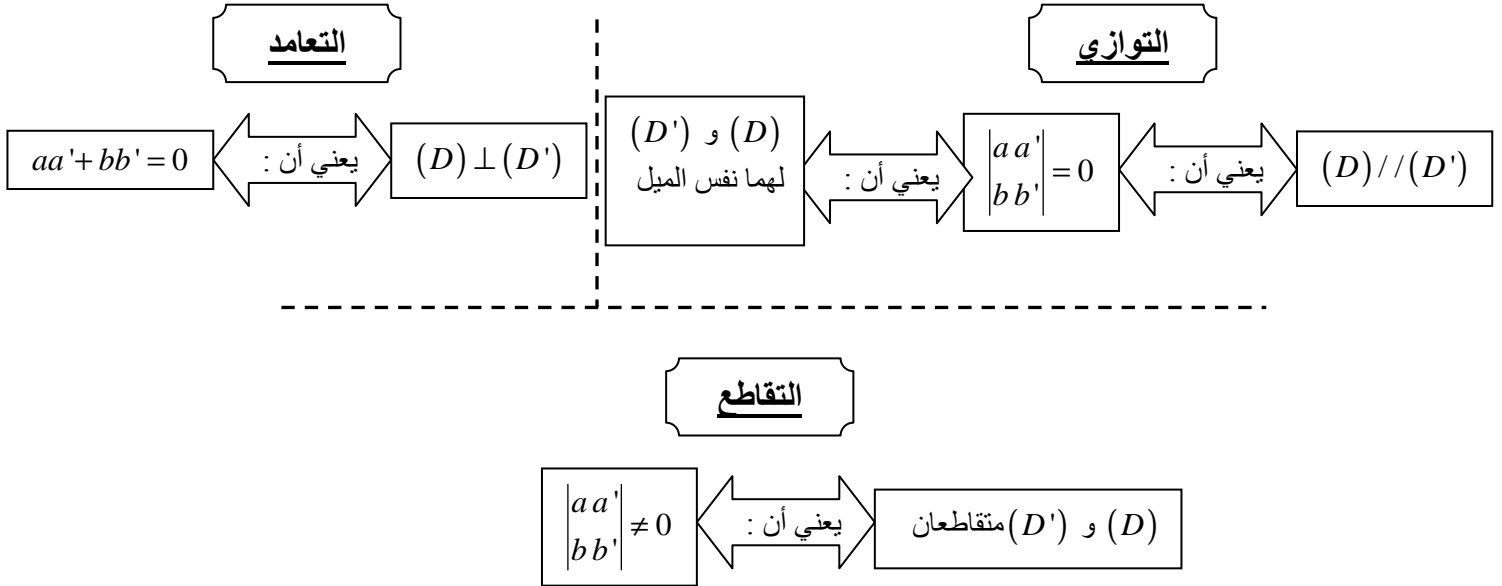 التوازي
(D)//(D')
يعني أن :
|a a'|
|b b'| = 0
يعني أن :
(D) و (D')
لهما نفس الميل
التعامد
(D) ⊥ (D')
يعني أن :
aa'+bb'=0
التقاطع
(D) و (D') متقاطعان
يعني أن :
|a a'|
|b b'| ≠ 0